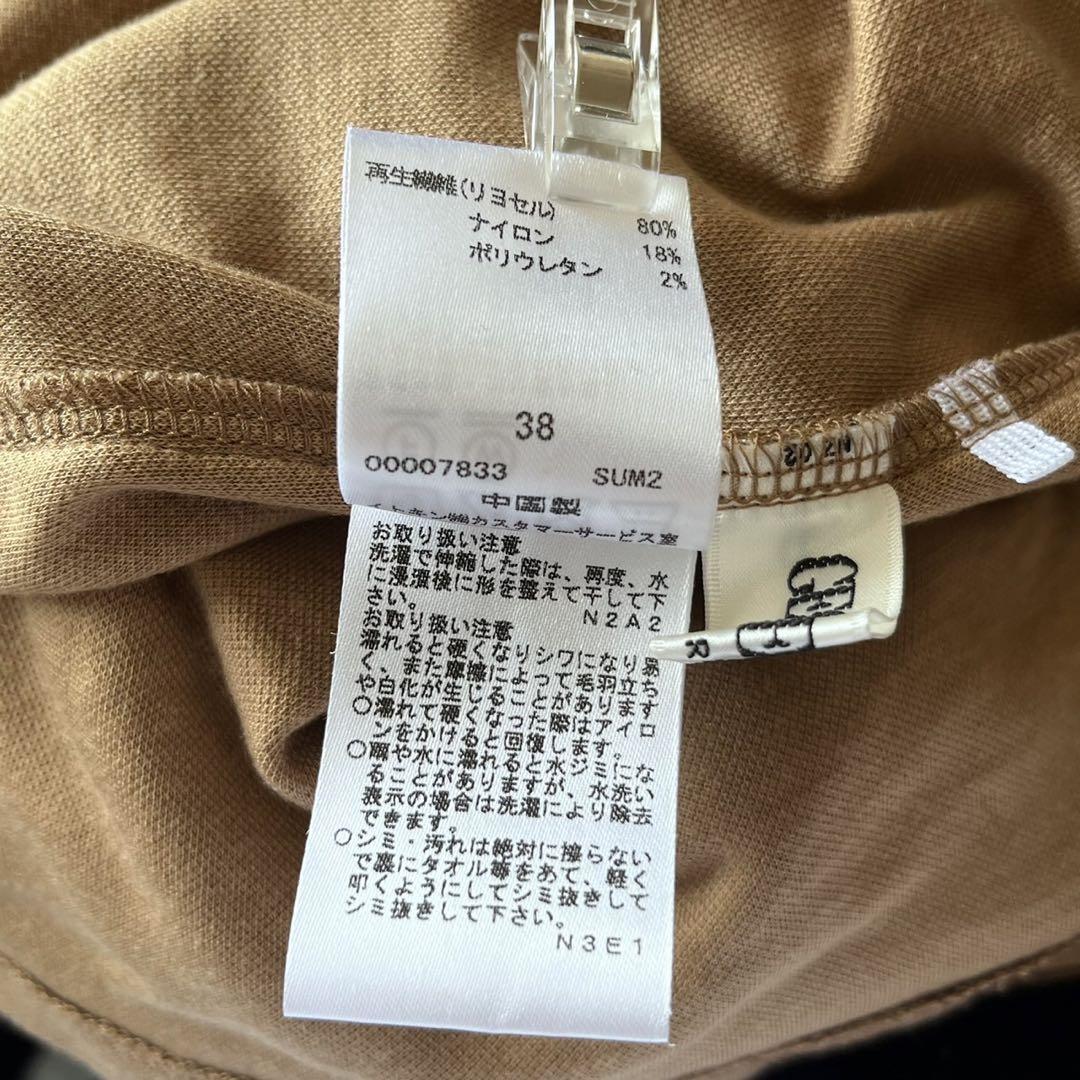 再生繊維(リヨセル) 80%
ナイロン 18%
ポリウレタン 2%
38
00007833 SUM2
中国製
カスタマーサービス室
お取り扱い注意
洗濯で伸縮した際は、再度、水
に浸漬後に形を整えて干して下
さい。 N2A2
お取り扱い注意
濡れると硬くなりシワになり易
く、また摩擦によって毛羽立ち
や白化が生じることがあります
○濡れて硬くなった際はアイロ
ンをかけると回復します。
○雨や水に濡れると水ジミにな
ることがありますが、水洗い
表示の場合は洗濯により除去
できます。
○シミ・汚れは絶対に擦らない
で裏にタオル等をあて、軽く
叩くようにしてシミ抜きして
シミ抜きして下さい。
N3E1
R